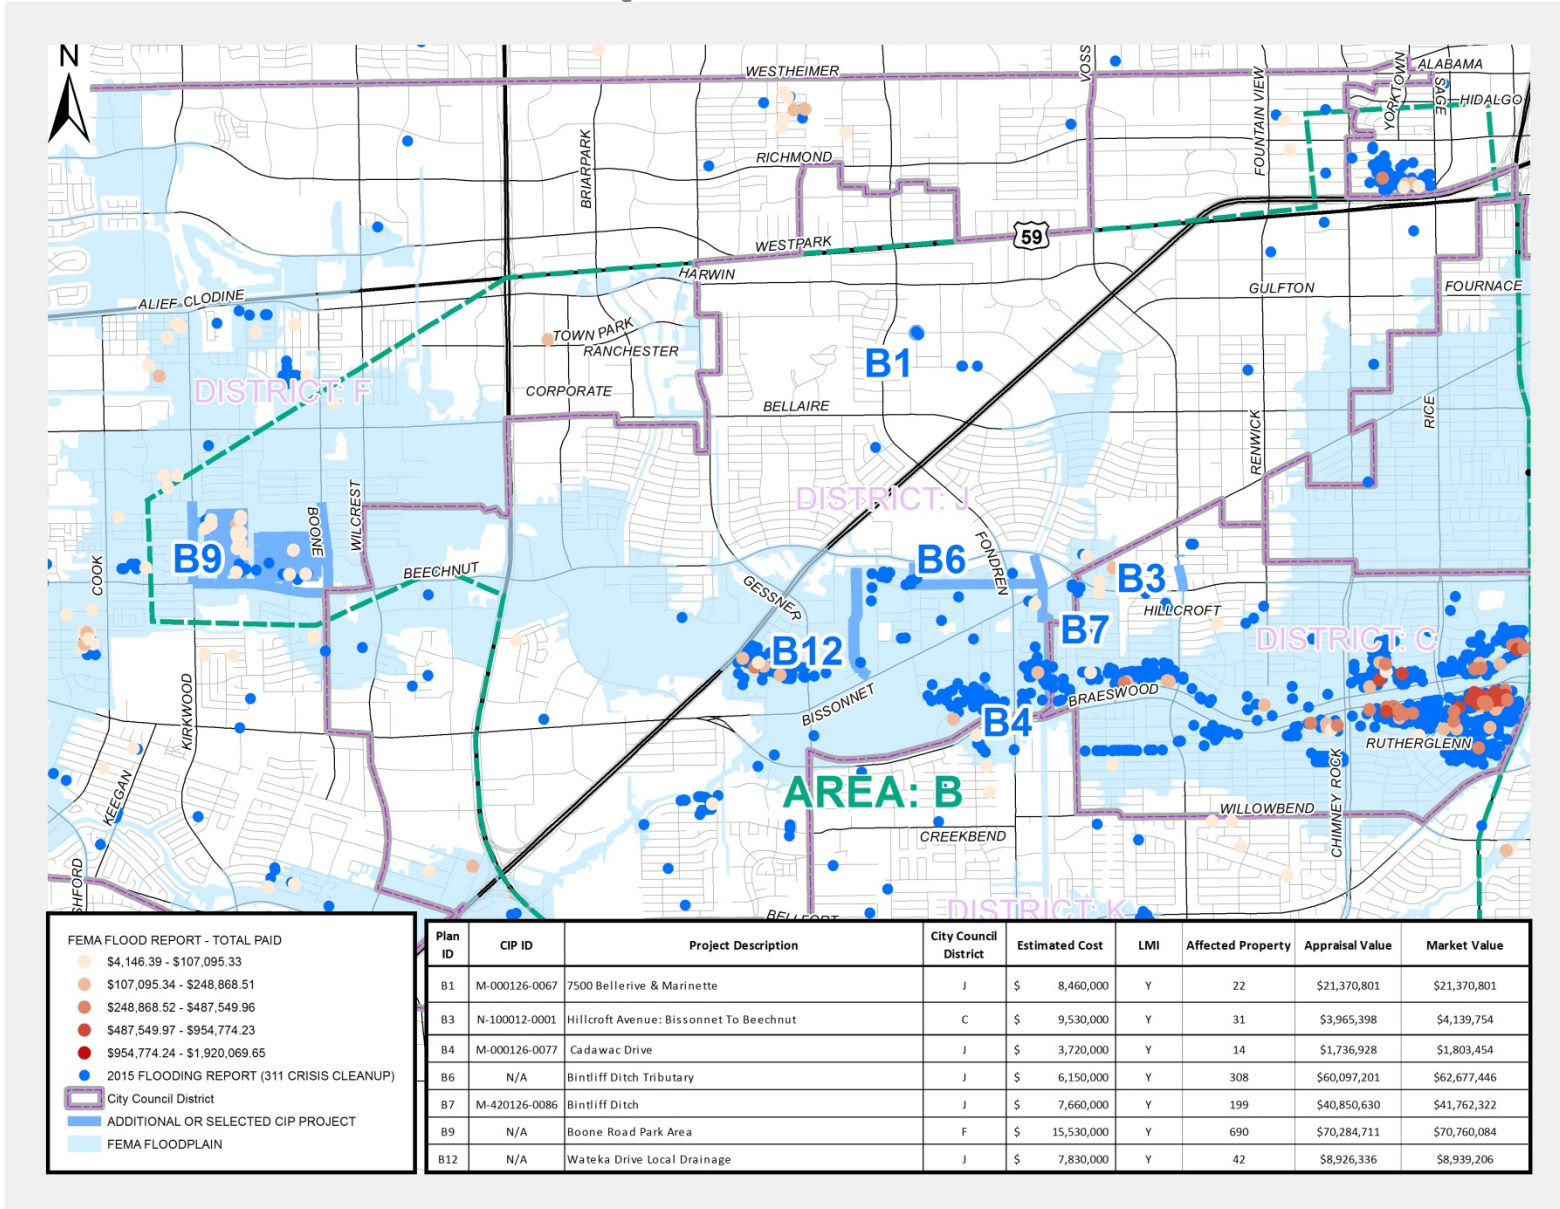 N
WESTHEIMER
VOSS
FOUNTAIN VIEW
YORKTOWN
ALABAMA
SAGE
HIDALGO
BRIARPARK
RICHMOND
WESTPARK
59
HARWIN
ALIEF CLODINE
GULFTON
FOURNACE
TOWN PARK
RANCHESTER
B1
DISTRICT: F
CORPORATE
BELLAIRE
RENWICK
RICE
DISTRICT: J
WILCREST
BOONE
B9
COOK
BEECHNUT
GESSNER
B6
FONDREN
B3
HILLCROFT
B7
DISTRICT: C
B12
BISSONNET
BRAESWOOD
B4
KIRKWOOD
RUTHERGLENN
KEEGAN
AREA: B
CHIMNEY ROCK
WILLOWBEND
CREEKBEND
SHFORD
BELLFORT
DISTRICT: K
FEMA FLOOD REPORT - TOTAL PAID
$4,146.39 - $107,095.33
$107,095.34 - $248,868.51
$248,868.52 - $487,549.96
$487,549.97 - $954,774.23
$954,774.24 - $1,920,069.65
2015 FLOODING REPORT (311 CRISIS CLEANUP)
City Council District
ADDITIONAL OR SELECTED CIP PROJECT
FEMA FLOODPLAIN
Plan ID CIP ID Project Description City Council District Estimated Cost LMI Affected Property Appraisal Value Market Value
B1 M-000126-0067 7500 Bellerive & Marinette J $ 8,460,000 Y 22 $21,370,801 $21,370,801
B3 N-100012-0001 Hillcroft Avenue: Bissonnet To Beechnut C $ 9,530,000 Y 31 $3,965,398 $4,139,754
B4 M-000126-0077 Cadawac Drive J $ 3,720,000 Y 14 $1,736,928 $1,803,454
B6 N/A Bintliff Ditch Tributary J $ 6,150,000 Y 308 $60,097,201 $62,677,446
B7 M-420126-0086 Bintliff Ditch J $ 7,660,000 Y 199 $40,850,630 $41,762,322
B9 N/A Boone Road Park Area F $ 15,530,000 Y 690 $70,284,711 $70,760,084
B12 N/A Wateka Drive Local Drainage J $ 7,830,000 Y 42 $8,926,336 $8,939,206